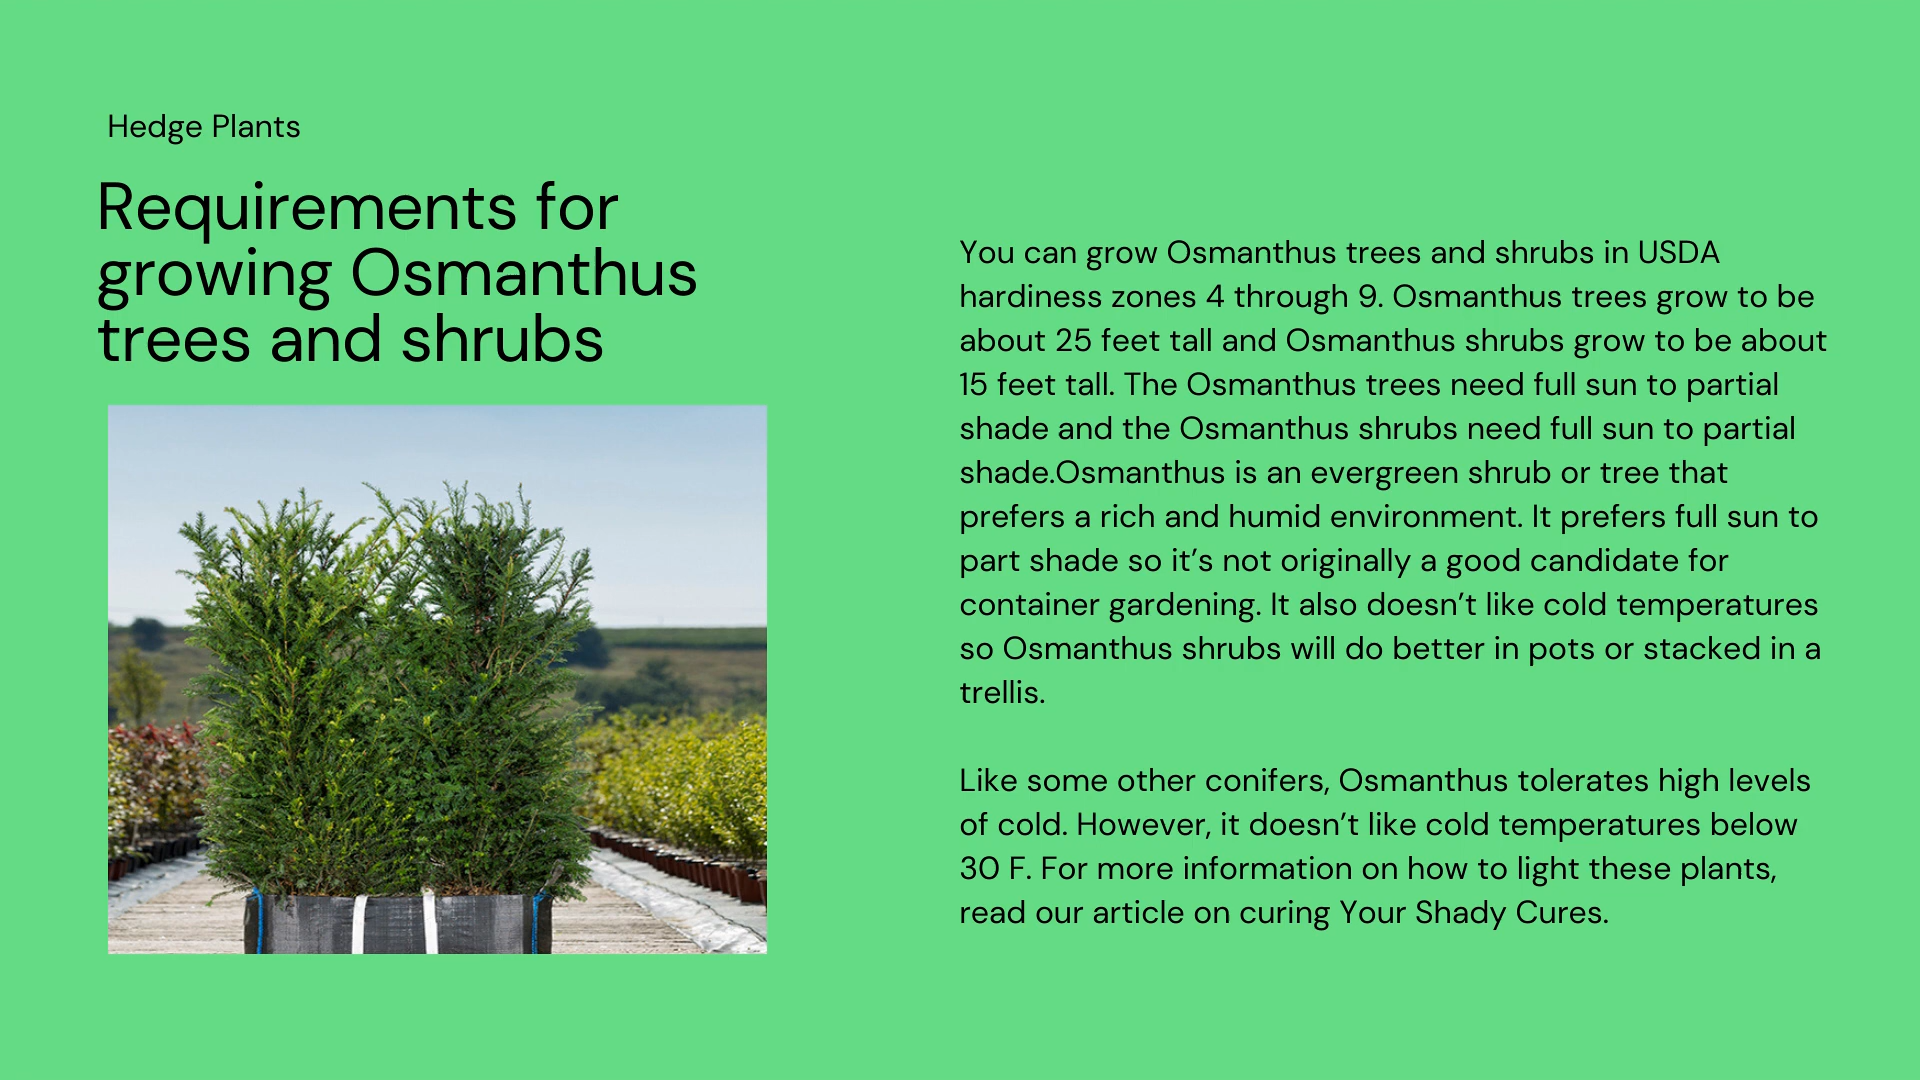 Hedge Plants
Requirements for
growing Osmanthus
trees and shrubs
You can grow Osmanthus trees and shrubs in USDA
hardiness zones 4 through 9. Osmanthus trees grow to be
about 25 feet tall and Osmanthus shrubs grow to be about
15 feet tall. The Osmanthus trees need full sun to partial
shade and the Osmanthus shrubs need full sun to partial
shade.Osmanthus is an evergreen shrub or tree that
prefers a rich and humid environment. It prefers full sun to
part shade so it’s not originally a good candidate for
container gardening. It also doesn’t like cold temperatures
so Osmanthus shrubs will do better in pots or stacked in a
trellis.
Like some other conifers, Osmanthus tolerates high levels
of cold. However, it doesn’t like cold temperatures below
30 F. For more information on how to light these plants,
read our article on curing Your Shady Cures.